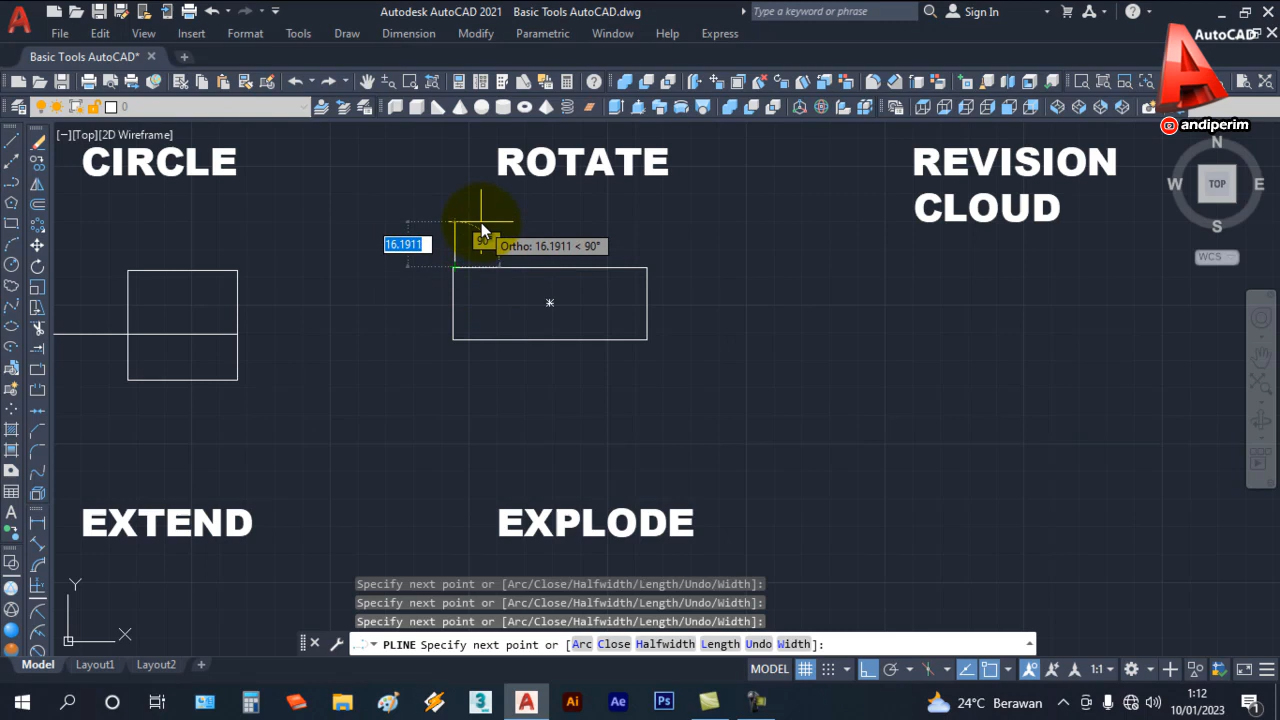 Autodesk AutoCAD 2021 Basic Tools AutoCAD.dwg
Type a keyword or phrase
Sign In
AutoCAD
File Edit View Insert Format Tools Draw Dimension Modify Parametric Window Help Express
Basic Tools AutoCAD*
0
andiperim
[−][Top][2D Wireframe]
CIRCLE
ROTATE
REVISION
CLOUD
N
W TOP E
S
WCS
16.1911
90°
Ortho: 16.1911 < 90°
EXTEND
EXPLODE
Y
X
Specify next point or [Arc/Close/Halfwidth/Length/Undo/Width]:
Specify next point or [Arc/Close/Halfwidth/Length/Undo/Width]:
Specify next point or [Arc/Close/Halfwidth/Length/Undo/Width]:
PLINE Specify next point or [Arc Close Halfwidth Length Undo Width]:
Model Layout1 Layout2 +
MODEL
1:1
3
Ai
Ae
Ps
24°C Berawan
1:12
10/01/2023